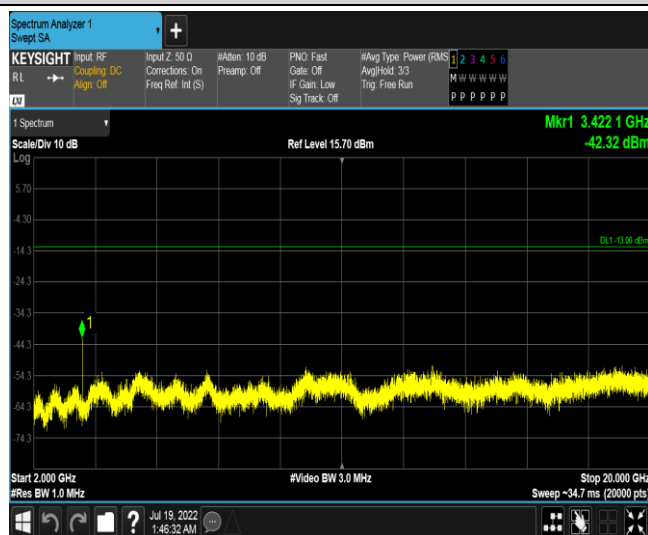 Spectrum Analyzer 1
Swept SA
KEYSIGHT
RL
LXI
Input: RF
Coupling: DC
Align: Off
Input Z: 50 Ω
Corrections: On
Freq Ref: Int (S)
#Atten: 10 dB
Preamp: Off
PNO: Fast
Gate: Off
IF Gain: Low
Sig Track: Off
#Avg Type: Power (RMS
Avg|Hold: 3/3
Trig: Free Run
1 2 3 4 5 6
M W W W W W
P P P P P P
1 Spectrum
Mkr1 3.422 1 GHz
-42.32 dBm
Scale/Div 10 dB
Ref Level 15.70 dBm
Log
5.70
-4.30
DL1 -13.00 dBm
-14.3
-24.3
-34.3
1
-44.3
-54.3
-64.3
-74.3
Start 2.000 GHz
#Video BW 3.0 MHz
Stop 20.000 GHz
#Res BW 1.0 MHz
Sweep ~34.7 ms (20000 pts)
Jul 19, 2022
1:46:32 AM